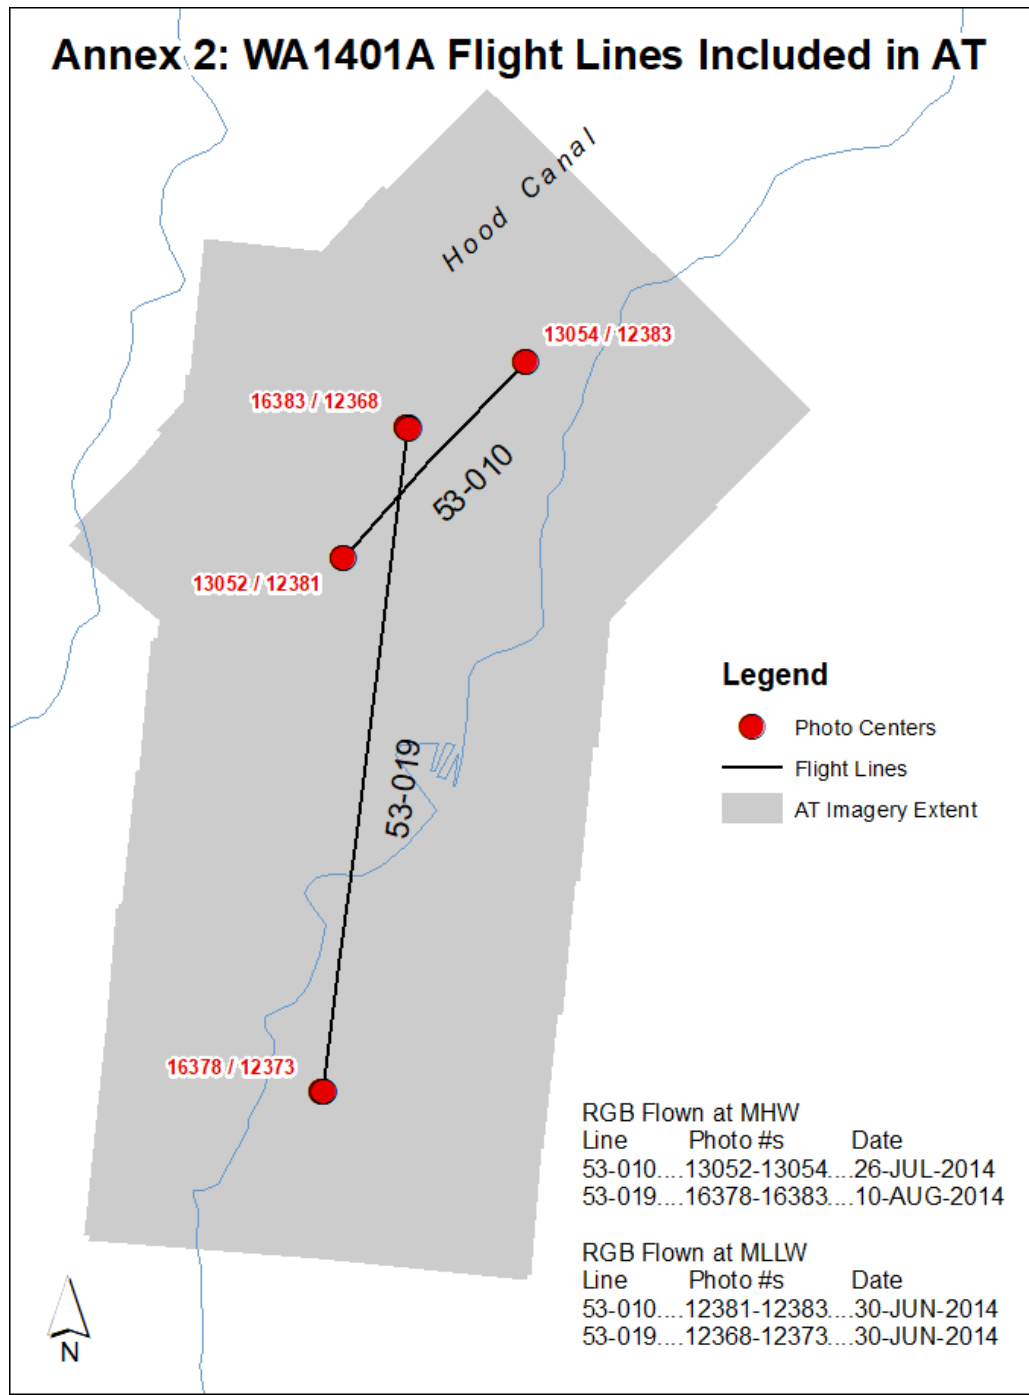 Annex 2: WA1401A Flight Lines Included in AT
Hood Canal
13054 / 12383
16383 / 12368
53-010
13052 / 12381
53-019
16378 / 12373
Legend
Photo Centers
Flight Lines
AT Imagery Extent
RGB Flown at MHW
Line Photo #s Date
53-010....13052-13054....26-JUL-2014
53-019....16378-16383....10-AUG-2014
RGB Flown at MLLW
Line Photo #s Date
53-010....12381-12383....30-JUN-2014
53-019....12368-12373....30-JUN-2014
N